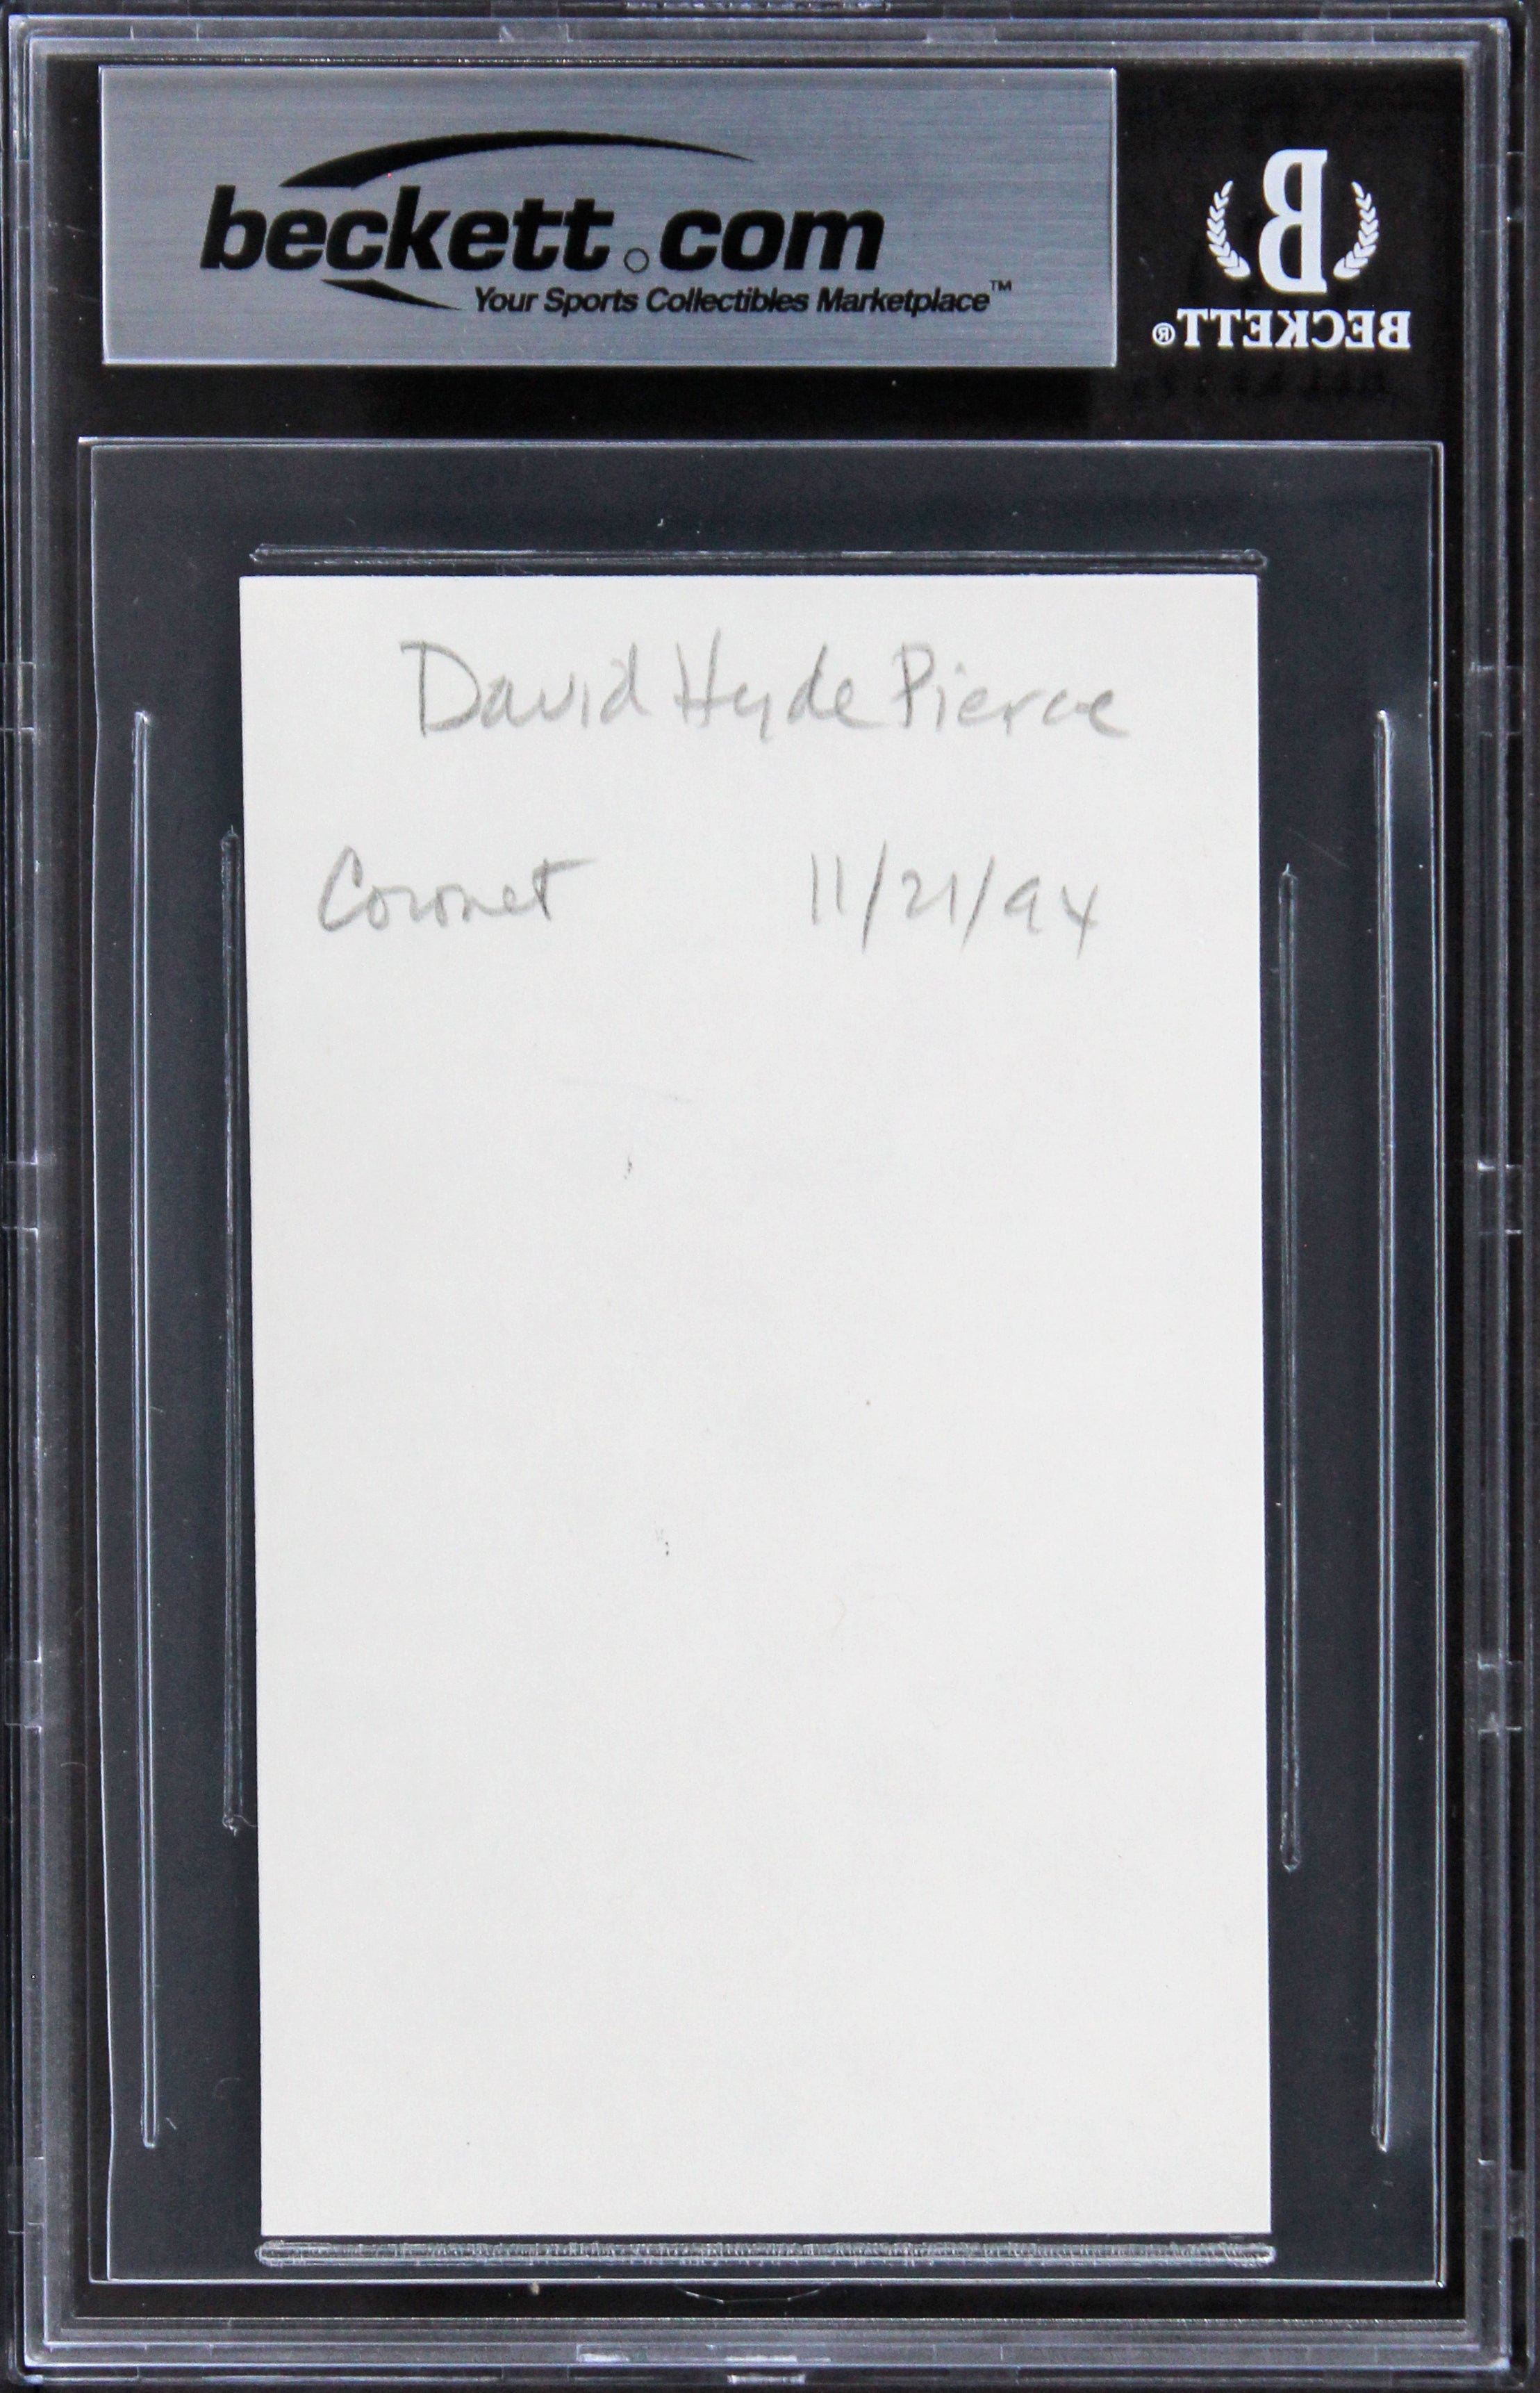 beckett.com
Your Sports Collectibles Marketplace™
B
BECKETT®
David Hyde Pierce
Coronet 11/21/94